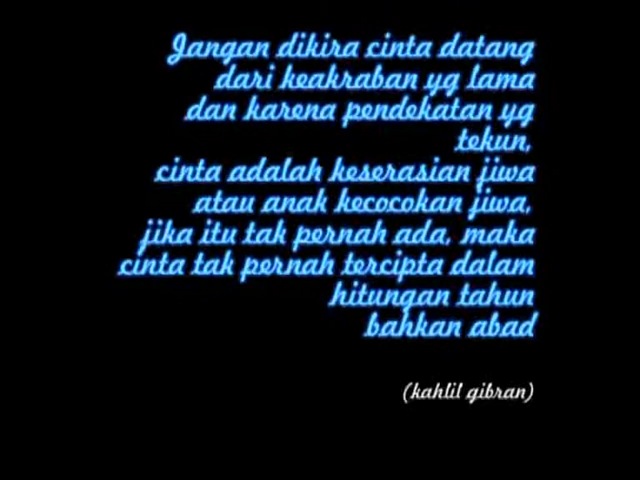 Jangan dikira cinta datang
dari keakraban yg lama
dan karena pendekatan yg
tekun,
cinta adalah keserasian jiwa
atau anak kecocokan jiwa,
jika itu tak pernah ada, maka
cinta tak pernah tercipta dalam
hitungan tahun
bahkan abad
(kahlil gibran)